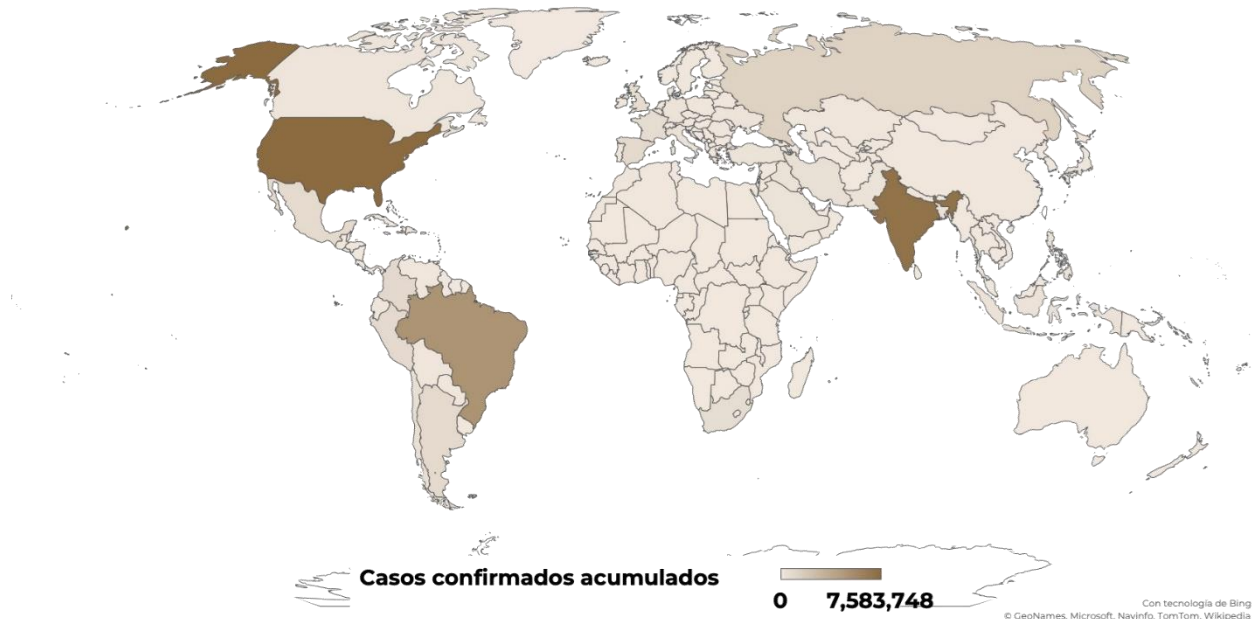 Casos confirmados acumulados
0 7,583,748
Con tecnología de Bing
© GeoNames, Microsoft, Navinfo, TomTom, Wikipedia